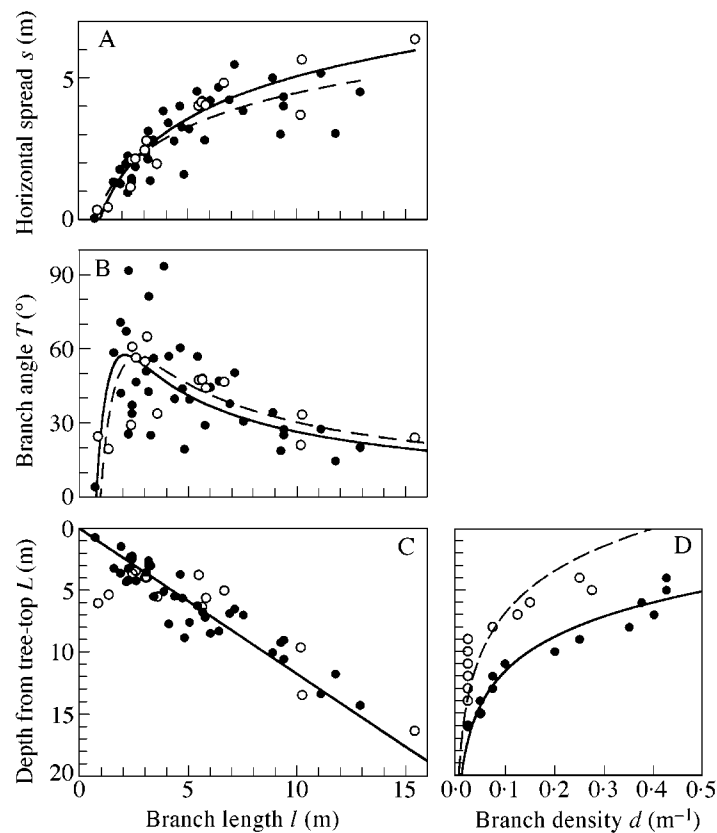 A
Horizontal spread s (m)
5
0
B
Branch angle T (°)
90
60
30
0
C
Depth from tree-top L (m)
0
5
10
15
20
0 5 10 15
Branch length l (m)
D
0·0 0·1 0·2 0·3 0·4 0·5
Branch density d (m⁻¹)